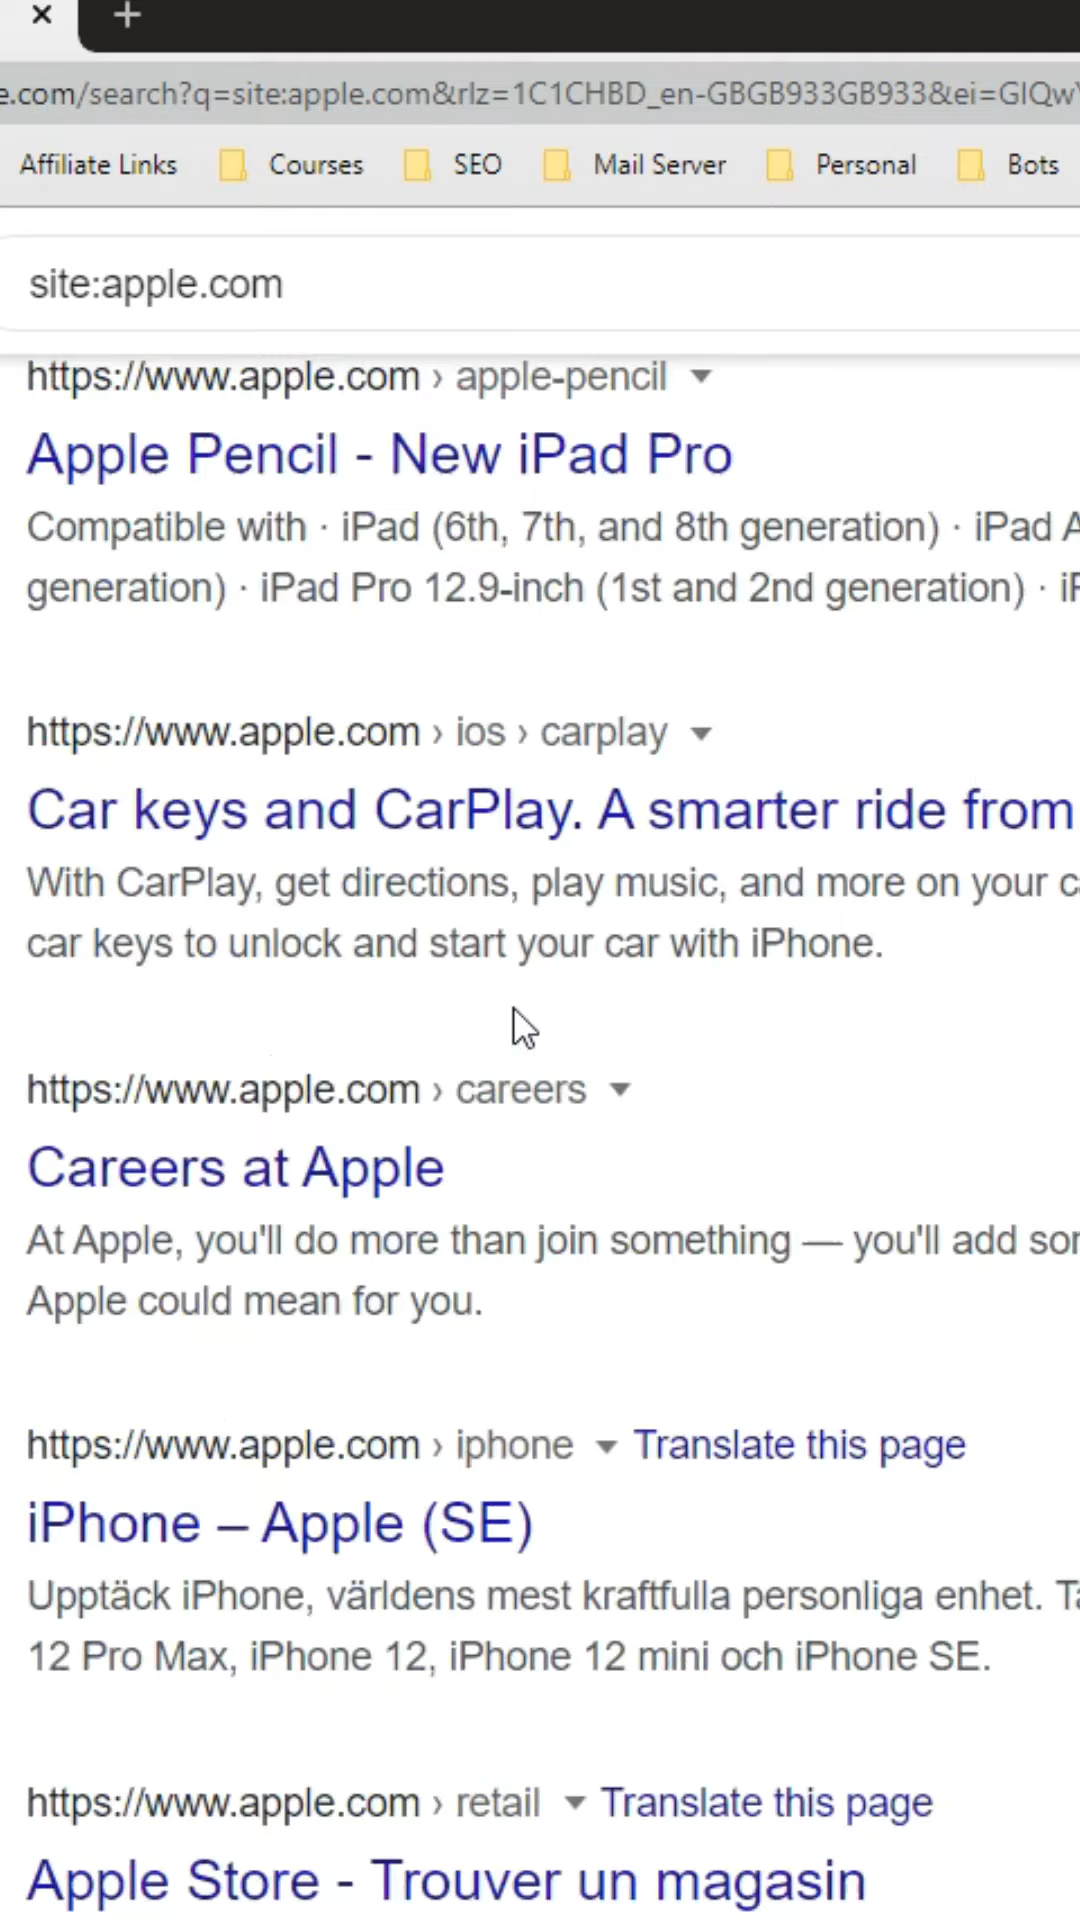 e.com/search?q=site:apple.com&rlz=1C1CHBD_en-GBGB933GB933&ei=GIQw
Affiliate Links Courses SEO Mail Server Personal Bots
site:apple.com
https://www.apple.com › apple-pencil
Apple Pencil - New iPad Pro
Compatible with · iPad (6th, 7th, and 8th generation) · iPad A
generation) · iPad Pro 12.9-inch (1st and 2nd generation) · iP
https://www.apple.com › ios › carplay
Car keys and CarPlay. A smarter ride from
With CarPlay, get directions, play music, and more on your ca
car keys to unlock and start your car with iPhone.
https://www.apple.com › careers
Careers at Apple
At Apple, you'll do more than join something — you'll add som
Apple could mean for you.
https://www.apple.com › iphone Translate this page
iPhone – Apple (SE)
Upptäck iPhone, världens mest kraftfulla personliga enhet. Ta
12 Pro Max, iPhone 12, iPhone 12 mini och iPhone SE.
https://www.apple.com › retail Translate this page
Apple Store - Trouver un magasin